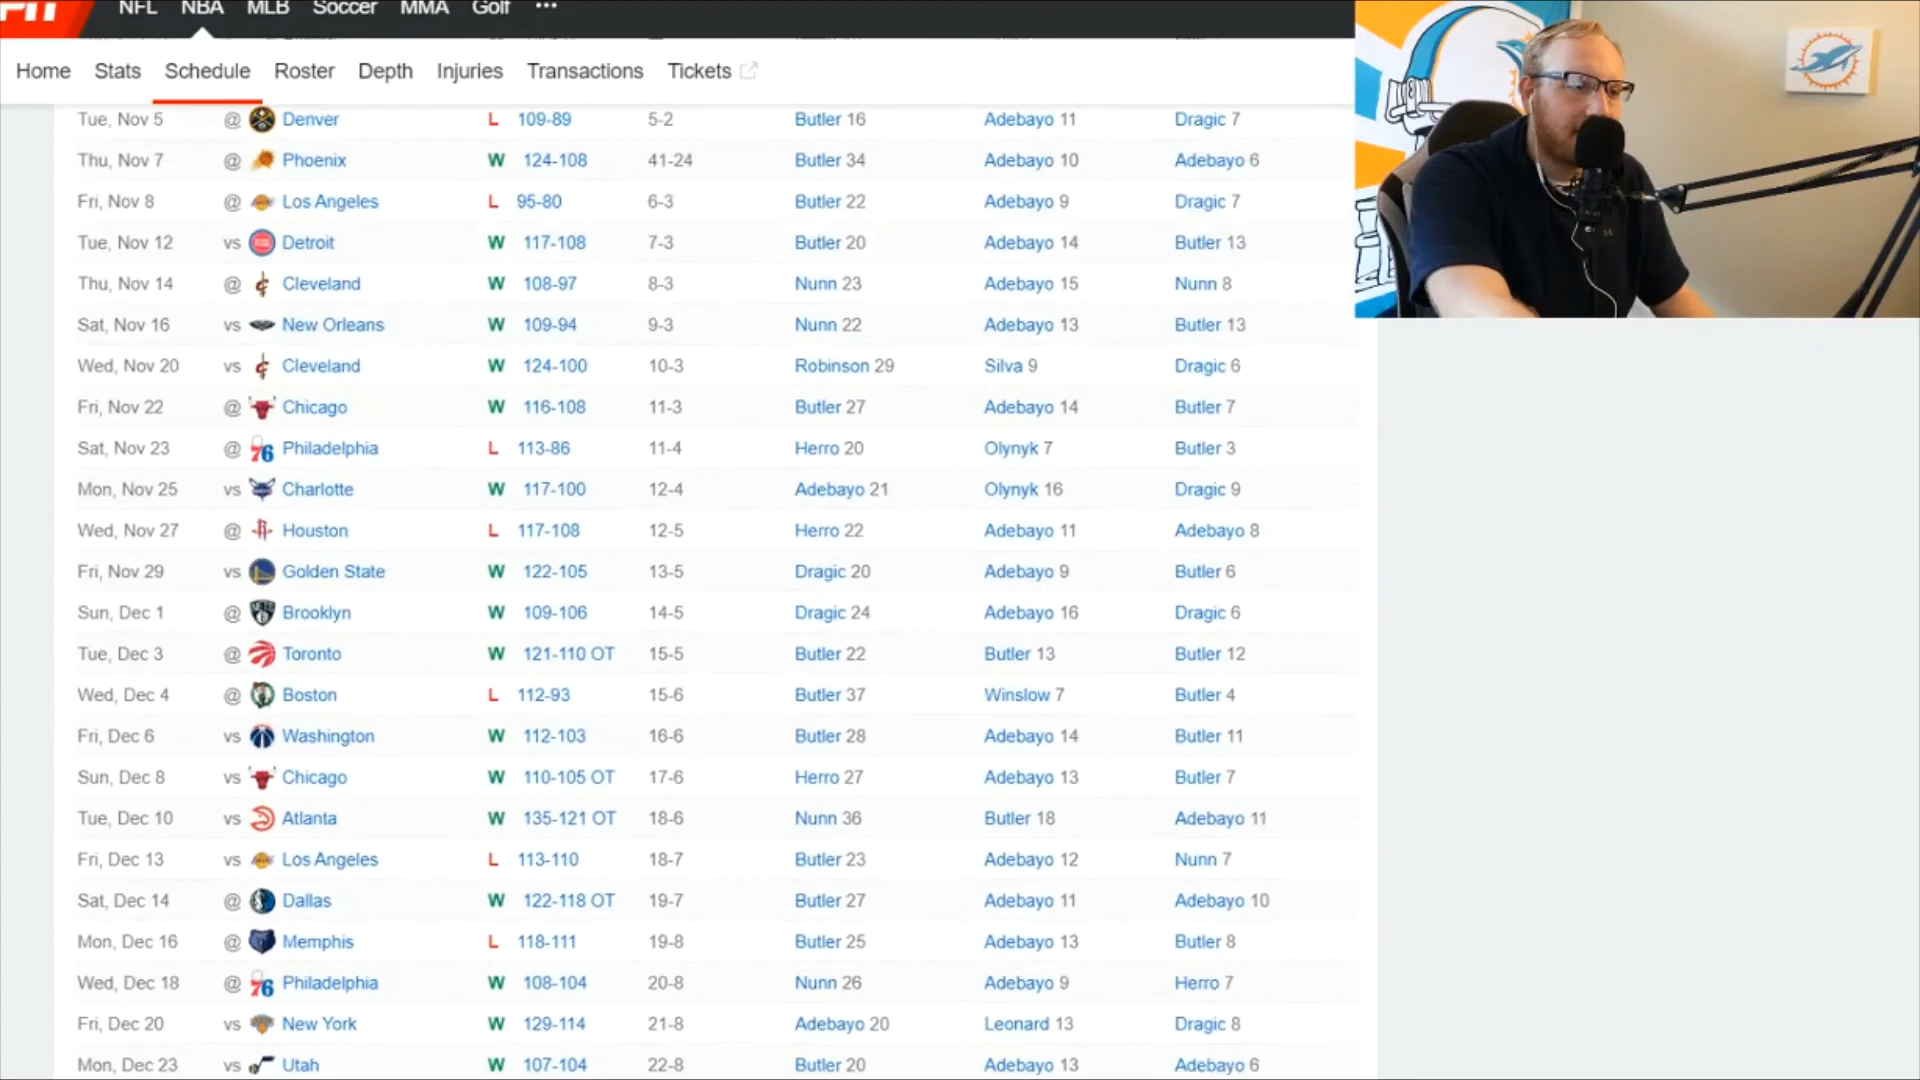 NFL NBA MLB Soccer MMA Golf ...
Home Stats Schedule Roster Depth Injuries Transactions Tickets
Tue, Nov 5 @ Denver L 109-89 5-2 Butler 16 Adebayo 11 Dragic 7
Thu, Nov 7 @ Phoenix W 124-108 41-24 Butler 34 Adebayo 10 Adebayo 6
Fri, Nov 8 @ Los Angeles L 95-80 6-3 Butler 22 Adebayo 9 Dragic 7
Tue, Nov 12 vs Detroit W 117-108 7-3 Butler 20 Adebayo 14 Butler 13
Thu, Nov 14 @ Cleveland W 108-97 8-3 Nunn 23 Adebayo 15 Nunn 8
Sat, Nov 16 vs New Orleans W 109-94 9-3 Nunn 22 Adebayo 13 Butler 13
Wed, Nov 20 vs Cleveland W 124-100 10-3 Robinson 29 Silva 9 Dragic 6
Fri, Nov 22 @ Chicago W 116-108 11-3 Butler 27 Adebayo 14 Butler 7
Sat, Nov 23 @ 76 Philadelphia L 113-86 11-4 Herro 20 Olynyk 7 Butler 3
Mon, Nov 25 vs Charlotte W 117-100 12-4 Adebayo 21 Olynyk 16 Dragic 9
Wed, Nov 27 @ Houston L 117-108 12-5 Herro 22 Adebayo 11 Adebayo 8
Fri, Nov 29 vs Golden State W 122-105 13-5 Dragic 20 Adebayo 9 Butler 6
Sun, Dec 1 @ Brooklyn W 109-106 14-5 Dragic 24 Adebayo 16 Dragic 6
Tue, Dec 3 @ Toronto W 121-110 OT 15-5 Butler 22 Butler 13 Butler 12
Wed, Dec 4 @ Boston L 112-93 15-6 Butler 37 Winslow 7 Butler 4
Fri, Dec 6 vs Washington W 112-103 16-6 Butler 28 Adebayo 14 Butler 11
Sun, Dec 8 vs Chicago W 110-105 OT 17-6 Herro 27 Adebayo 13 Butler 7
Tue, Dec 10 vs Atlanta W 135-121 OT 18-6 Nunn 36 Butler 18 Adebayo 11
Fri, Dec 13 vs Los Angeles L 113-110 18-7 Butler 23 Adebayo 12 Nunn 7
Sat, Dec 14 @ Dallas W 122-118 OT 19-7 Butler 27 Adebayo 11 Adebayo 10
Mon, Dec 16 @ Memphis L 118-111 19-8 Butler 25 Adebayo 13 Butler 8
Wed, Dec 18 @ 76 Philadelphia W 108-104 20-8 Nunn 26 Adebayo 9 Herro 7
Fri, Dec 20 vs New York W 129-114 21-8 Adebayo 20 Leonard 13 Dragic 8
Mon, Dec 23 vs Utah W 107-104 22-8 Butler 20 Adebayo 13 Adebayo 6